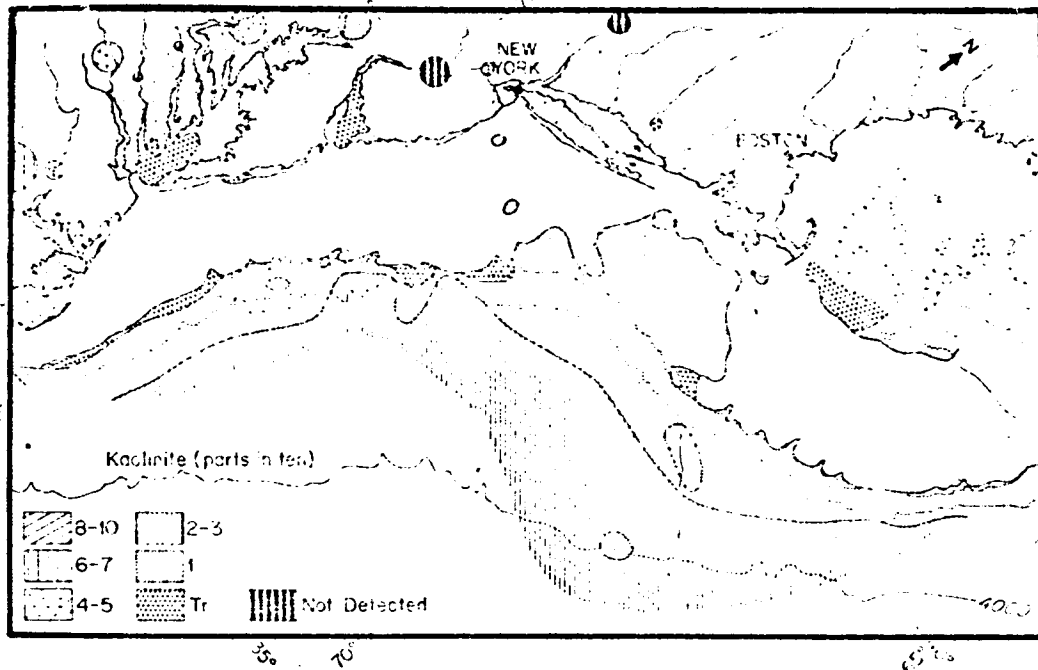 NEW
YORK
N
BOSTON
Kaolinite (parts in ten)
8-10
2-3
6-7
1
4-5
Tr
Not Detected
4000
35°
70°